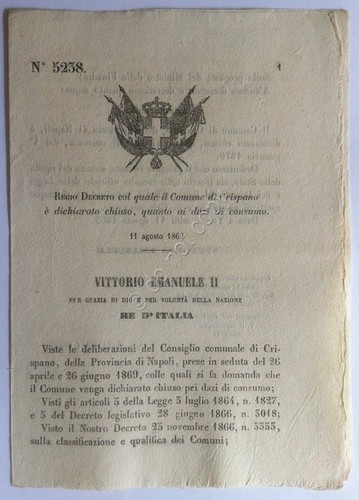 N° 5238.
1
REGIO DECRETO col quale il Comune di Crispano
è dichiarato chiuso, quanto ai dazi di consumo.
11 agosto 1869
VITTORIO EMANUELE II
PER GRAZIA DI DIO E PER VOLONTÀ DELLA NAZIONE
RE D'ITALIA
Viste le deliberazioni del Consiglio comunale di Cri-
spano, della Provincia di Napoli, prese in seduta del 26
aprile e 26 giugno 1869, colle quali si fa domanda che
il Comune venga dichiarato chiuso pei dazi di consumo;
Visti gli articoli 5 della Legge 3 luglio 1864, n. 1827,
e 5 del Decreto legislativo 28 giugno 1866, n. 3018;
Visto il Nostro Decreto 25 novembre 1866, n. 3333,
sulla classificazione e qualifica dei Comuni;